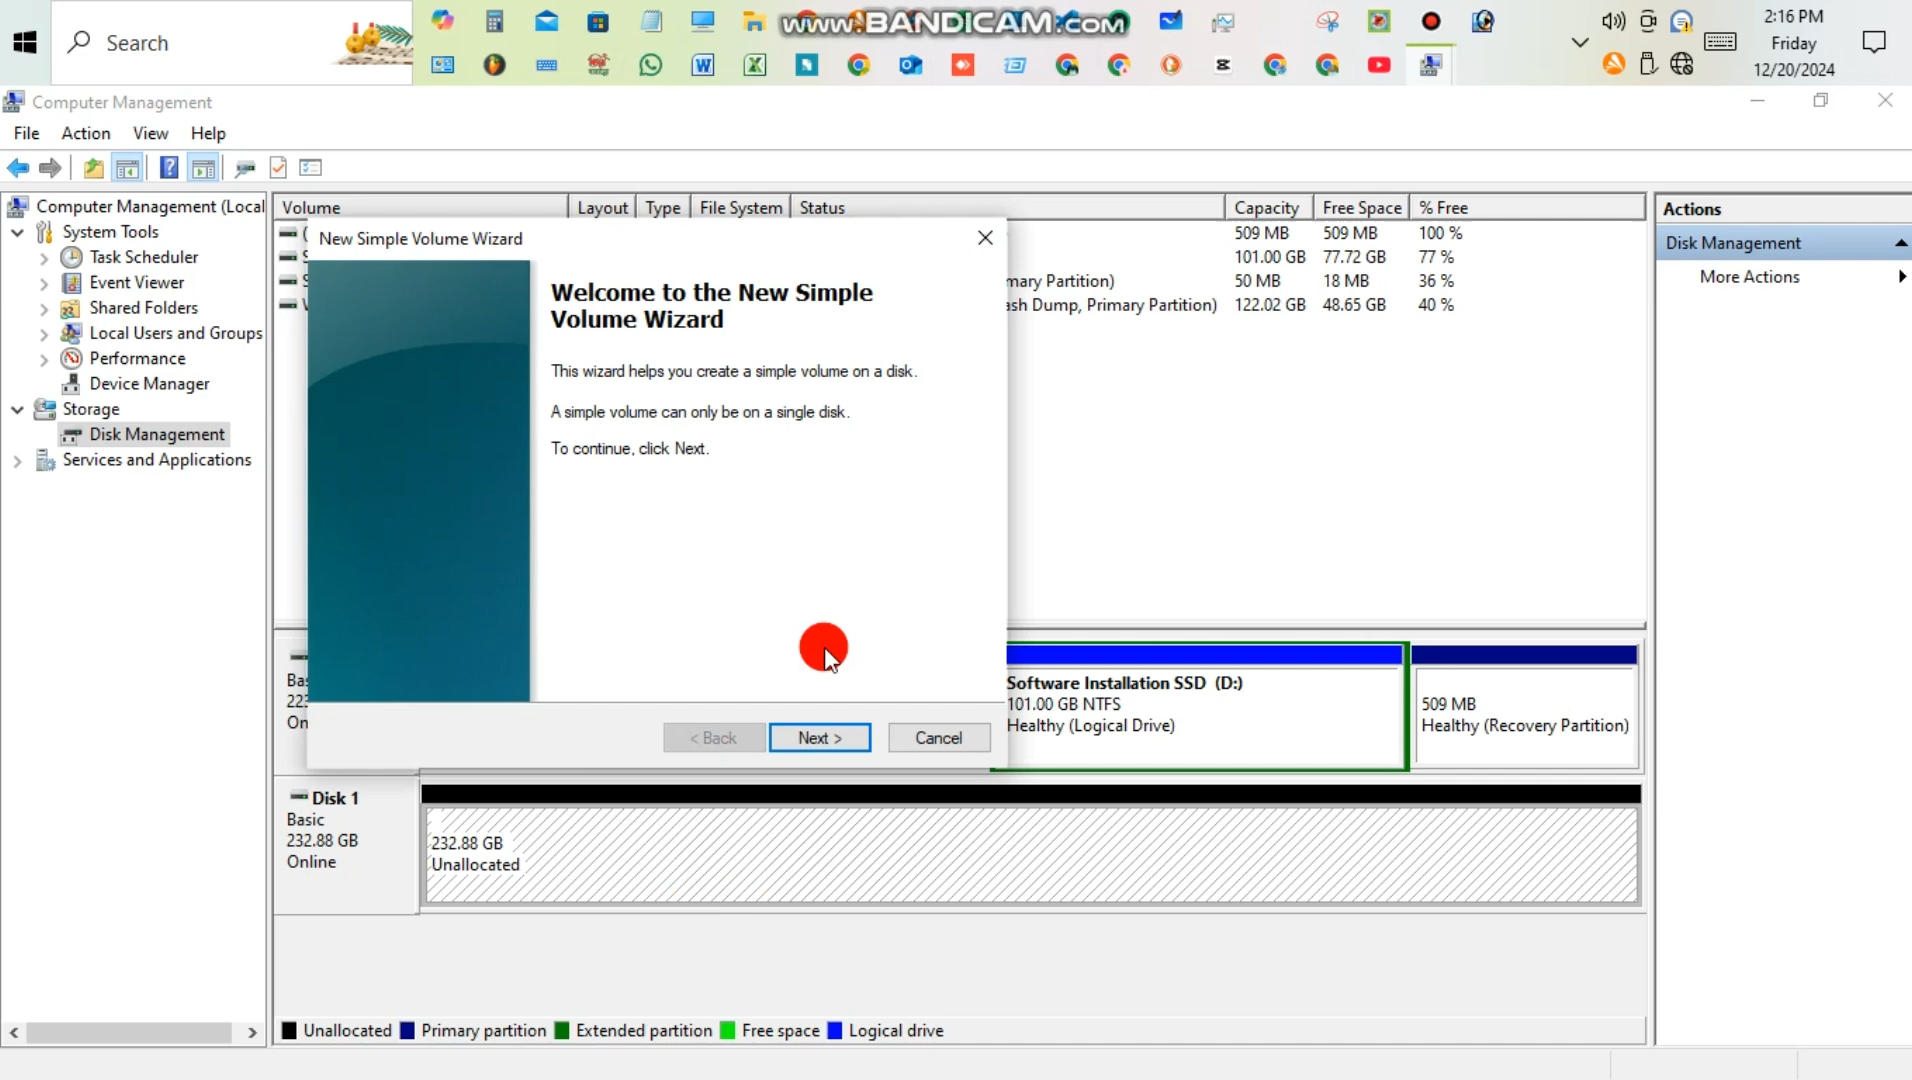 Search
www.BANDICAM.com
2:16 PM
Friday
12/20/2024
Computer Management
File Action View Help
Computer Management (Local
System Tools
Task Scheduler
Event Viewer
Shared Folders
Local Users and Groups
Performance
Device Manager
Storage
Disk Management
Services and Applications
Volume Layout Type File System Status Capacity Free Space % Free
509 MB 509 MB 100 %
101.00 GB 77.72 GB 77 %
mary Partition) 50 MB 18 MB 36 %
ash Dump, Primary Partition) 122.02 GB 48.65 GB 40 %
New Simple Volume Wizard
Welcome to the New Simple
Volume Wizard
This wizard helps you create a simple volume on a disk.
A simple volume can only be on a single disk.
To continue, click Next.
< Back Next > Cancel
Bas
223
On
Software Installation SSD (D:)
101.00 GB NTFS
Healthy (Logical Drive)
509 MB
Healthy (Recovery Partition)
Disk 1
Basic
232.88 GB
Online
232.88 GB
Unallocated
Unallocated Primary partition Extended partition Free space Logical drive
Actions
Disk Management
More Actions